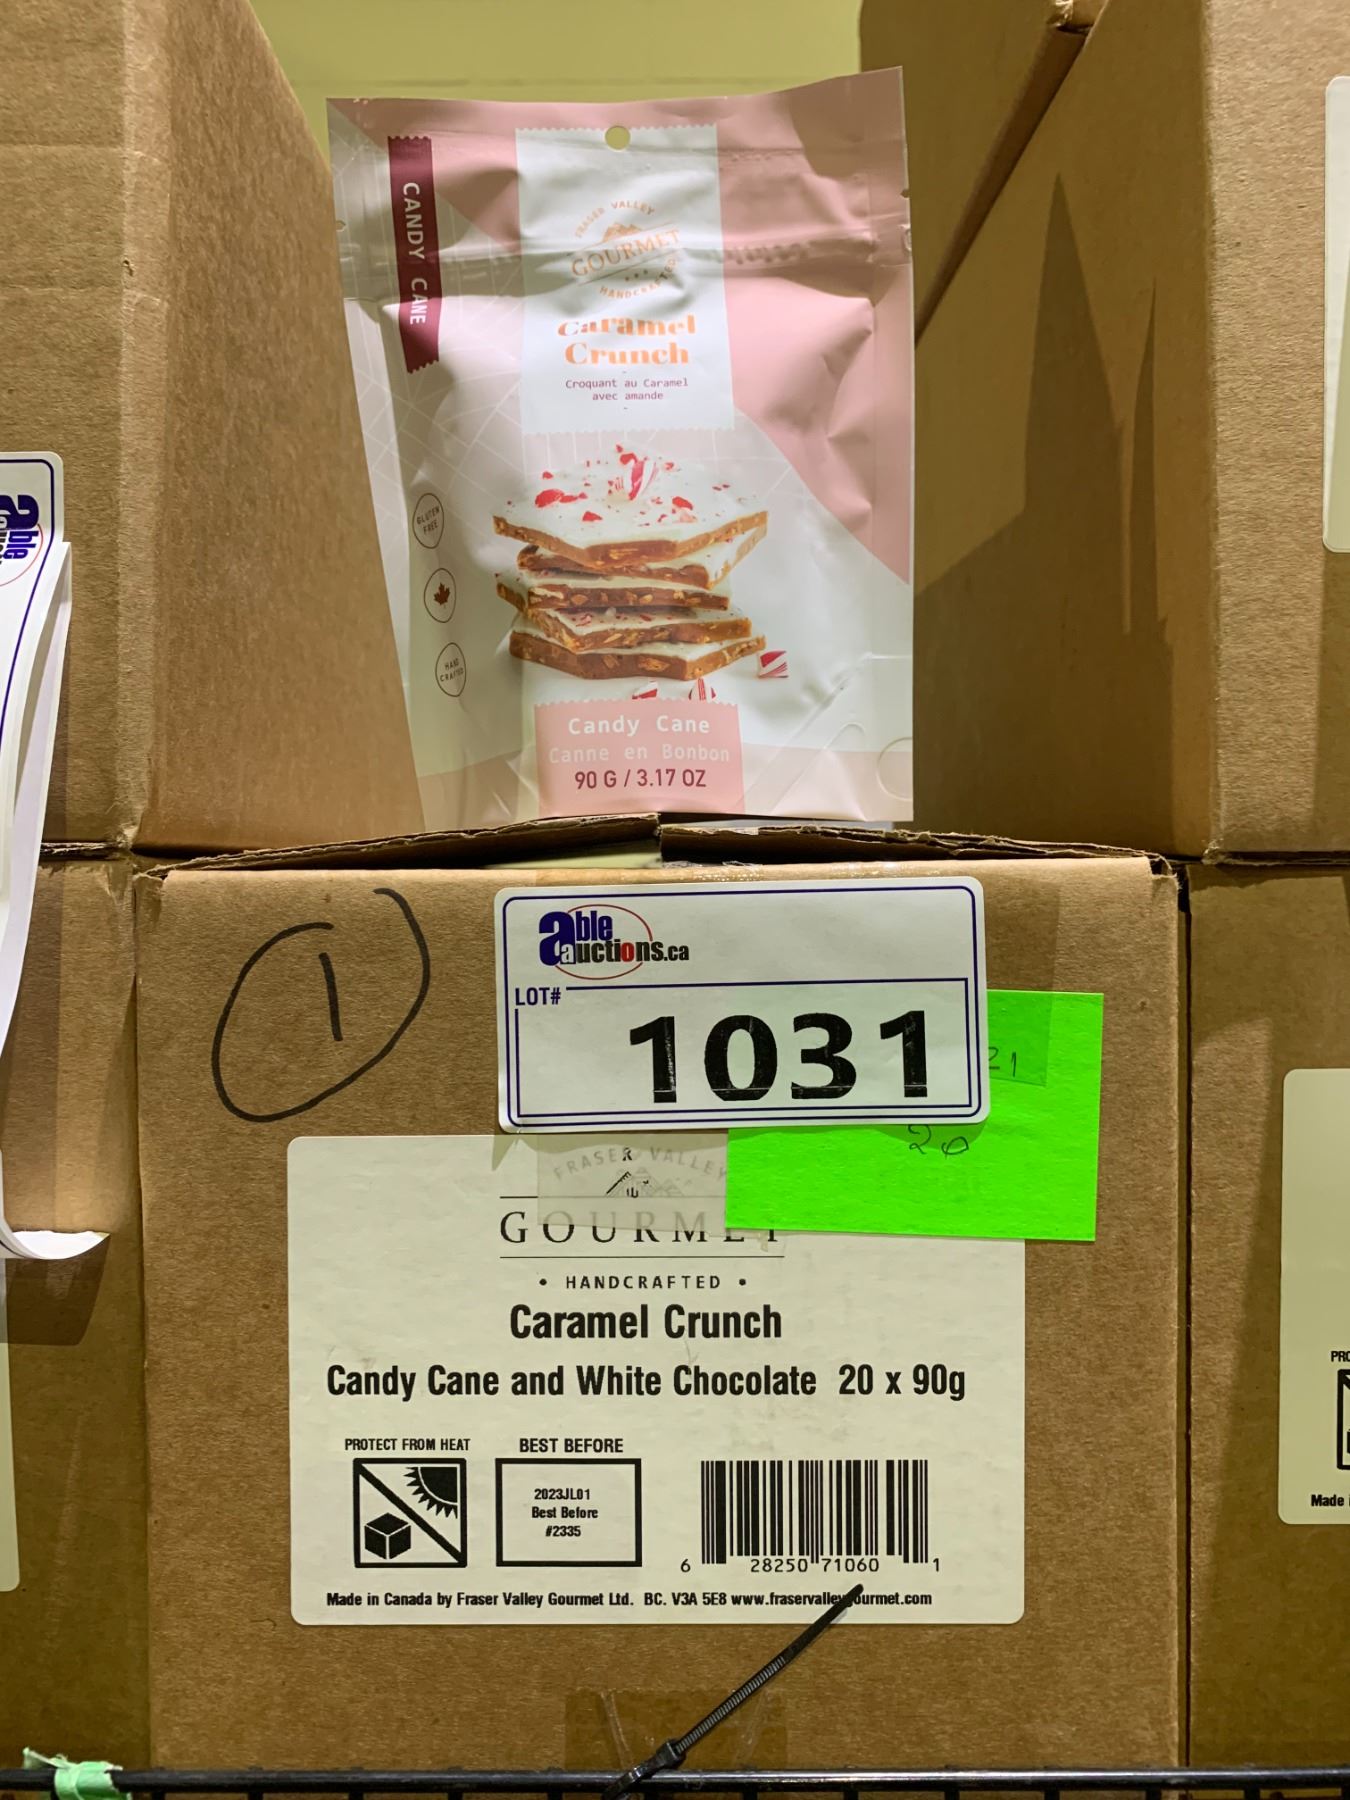 CANDY CANE
FRASER VALLEY
GOURMET
HANDCRAFTED
Caramel
Crunch
Croquant au Caramel
avec amande
GLUTEN
FREE
HAND
CRAFTED
Candy Cane
Canne en Bonbon
90 G / 3.17 OZ
able
able
auctions.ca
LOT#
1031
1
21
20
FRASER VALLEY
GOURMET
• HANDCRAFTED •
Caramel Crunch
Candy Cane and White Chocolate 20 x 90g
PROTECT FROM HEAT
BEST BEFORE
2023JL01
Best Before
#2335
6 28250 71060 1
Made in Canada by Fraser Valley Gourmet Ltd. BC. V3A 5E8 www.fraservalleygourmet.com
PRO
Made